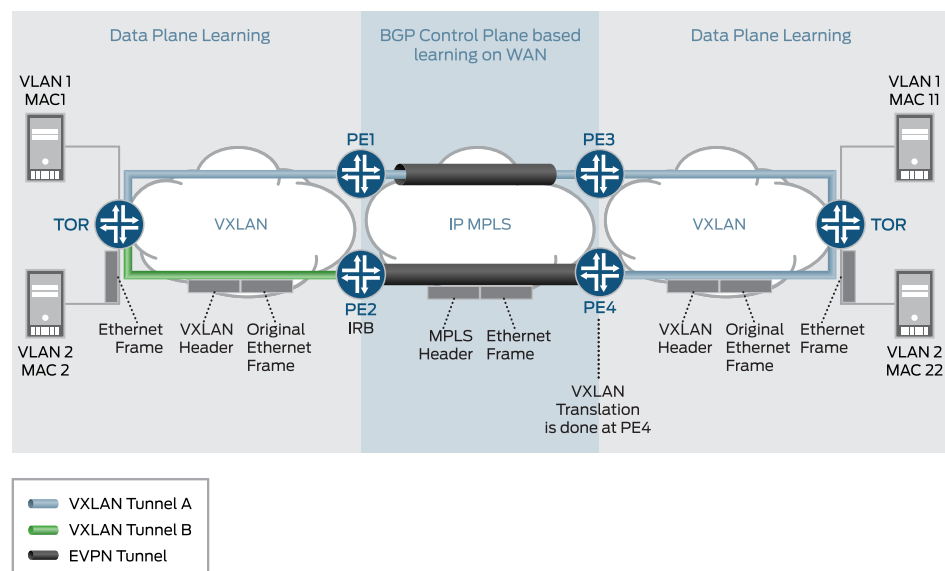 Data Plane Learning
BGP Control Plane based
learning on WAN
Data Plane Learning
VLAN 1
MAC1
VLAN 1
MAC 11
PE1
PE3
TOR
VXLAN
IP MPLS
VXLAN
TOR
PE2
IRB
PE4
Ethernet
Frame
VXLAN
Header
Original
Ethernet
Frame
MPLS
Header
Ethernet
Frame
VXLAN
Header
Original
Ethernet
Frame
Ethernet
Frame
VLAN 2
MAC 2
VLAN 2
MAC 22
VXLAN
Translation
is done at PE4
VXLAN Tunnel A
VXLAN Tunnel B
EVPN Tunnel